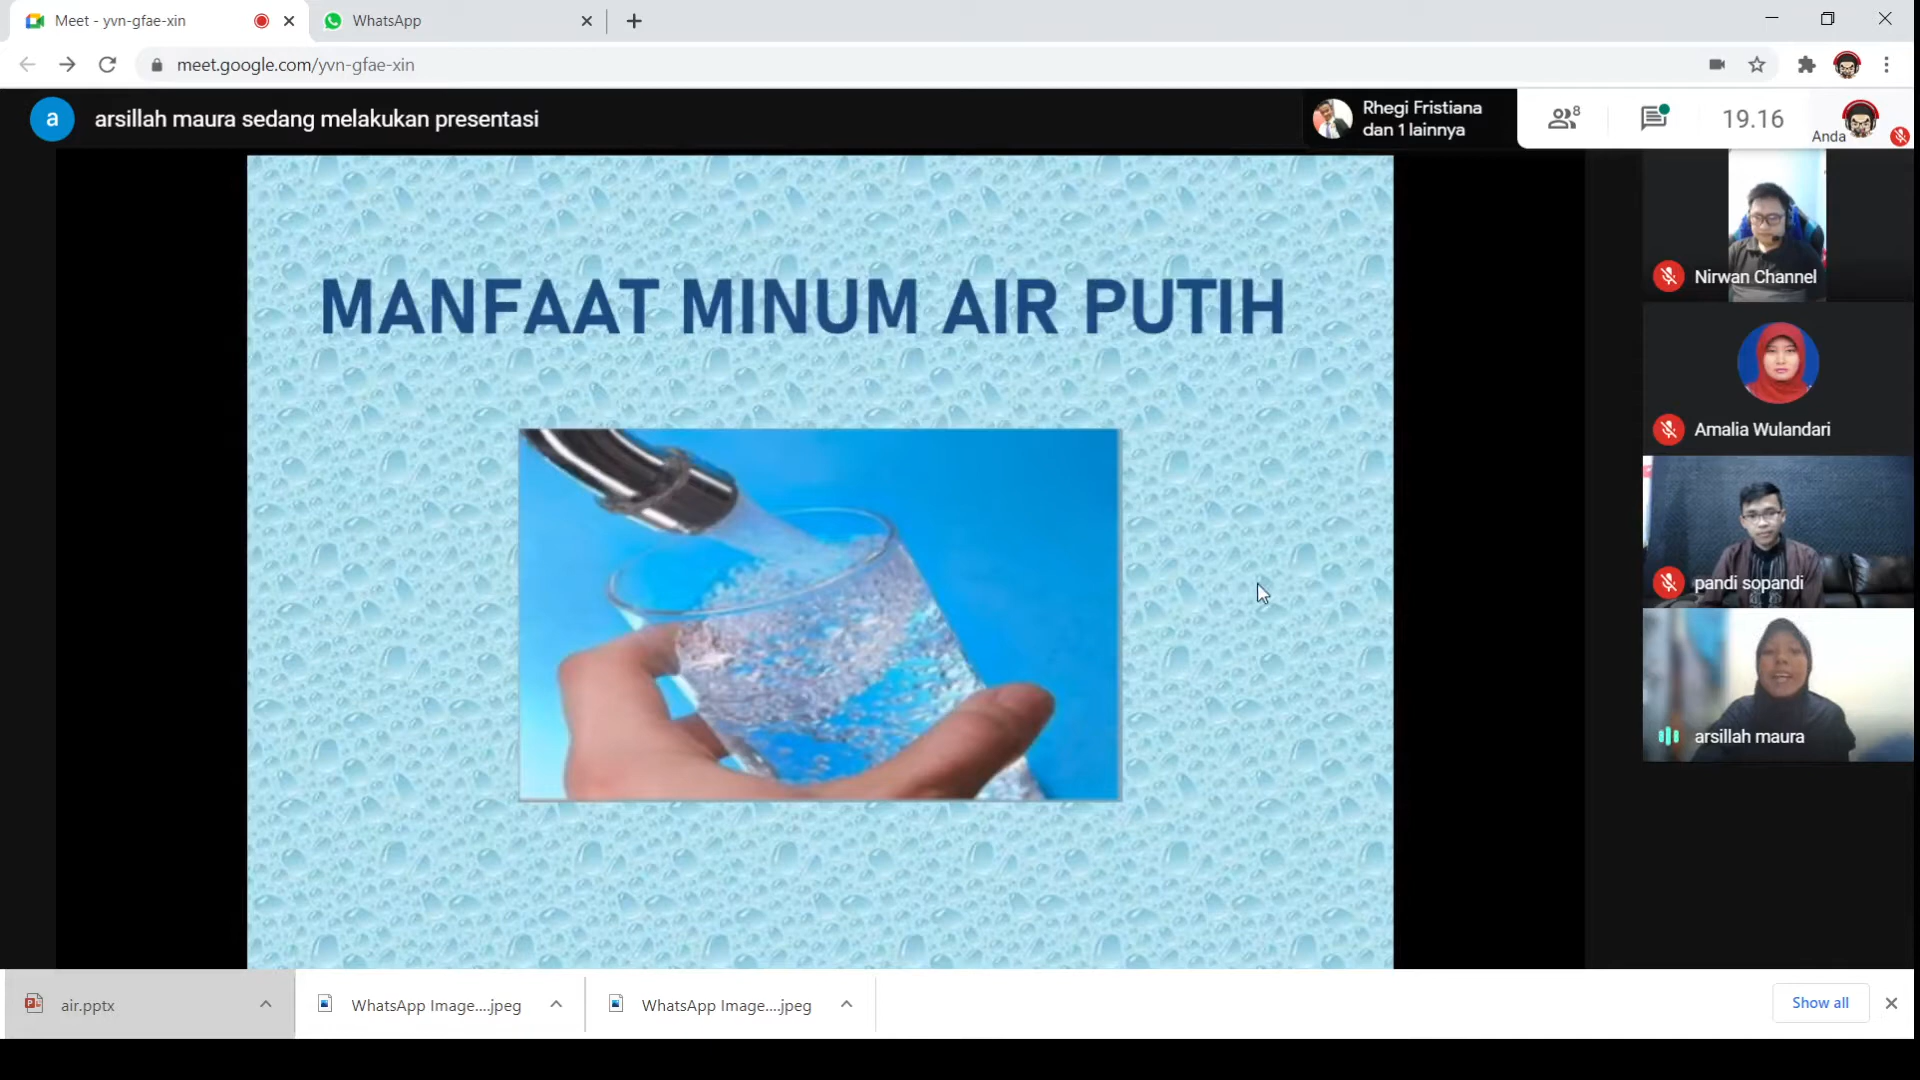 Meet - yvn-gfae-xin
WhatsApp
meet.google.com/yvn-gfae-xin
a
arsillah maura sedang melakukan presentasi
Rhegi Fristiana
dan 1 lainnya
8
19.16
Anda
MANFAAT MINUM AIR PUTIH
Nirwan Channel
Amalia Wulandari
pandi sopandi
arsillah maura
air.pptx
WhatsApp Image....jpeg
WhatsApp Image....jpeg
Show all